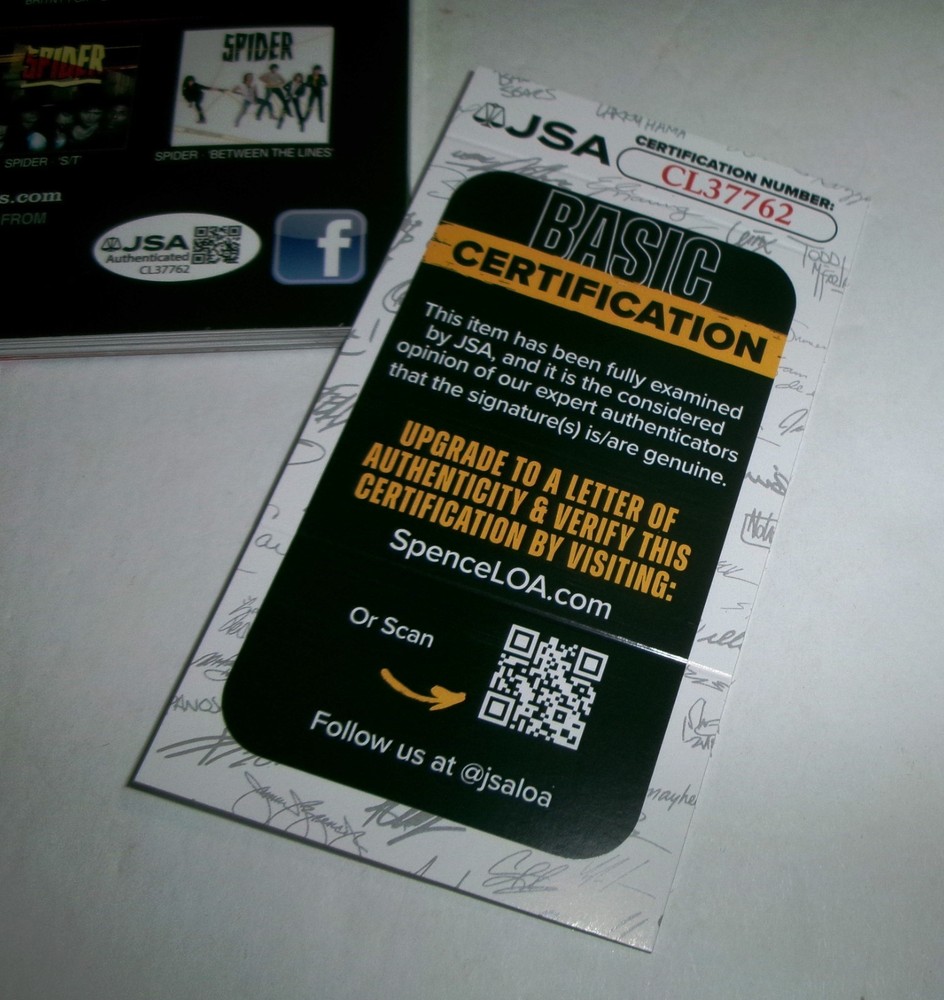 SPIDER
SPIDER
SPIDER 'S/T'
SPIDER 'BETWEEN THE LINES'
s.com
FROM
JSA
Authenticated
CL37762
f
LARRY HAMA
JSA
CERTIFICATION NUMBER:
CL37762
BASIC
CERTIFICATION
This item has been fully examined
by JSA, and it is the considered
opinion of our expert authenticators
that the signature(s) is/are genuine.
UPGRADE TO A LETTER OF
AUTHENTICITY & VERIFY THIS
CERTIFICATION BY VISITING:
SpenceLOA.com
Or Scan
Follow us at @jsaloa